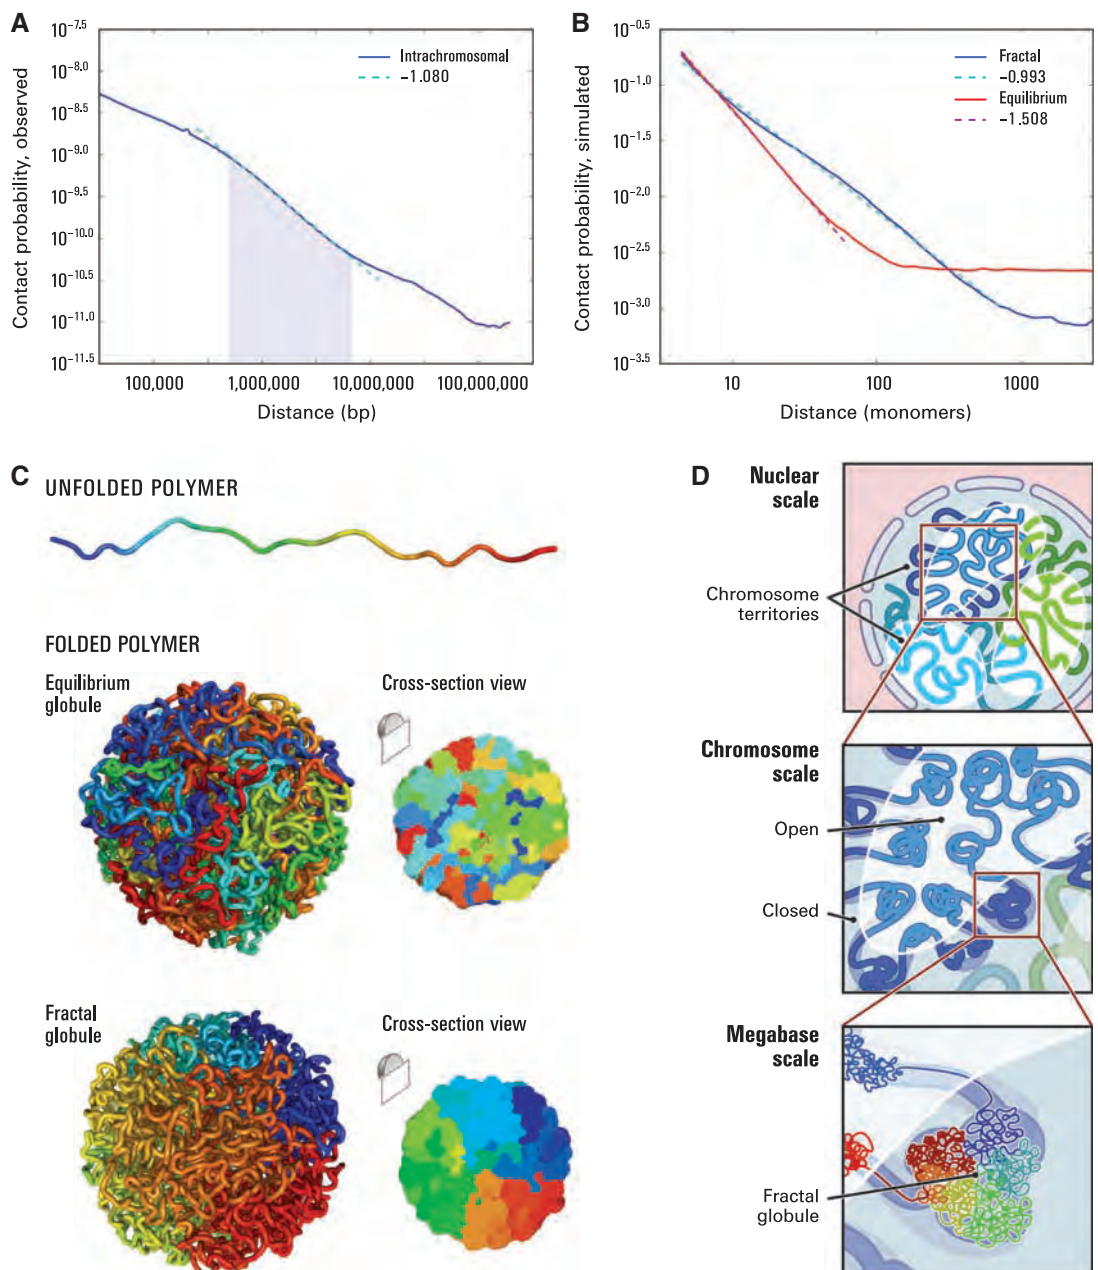 A
10−7.5
10−8.0
10−8.5
10−9.0
10−9.5
10−10.0
10−10.5
10−11.0
10−11.5
Contact probability, observed
Intrachromosomal
−1.080
100,000
1,000,000
10,000,000
100,000,000
Distance (bp)
B
10−0.5
10−1.0
10−1.5
10−2.0
10−2.5
10−3.0
10−3.5
Contact probability, simulated
Fractal
−0.993
Equilibrium
−1.508
10
100
1000
Distance (monomers)
C
UNFOLDED POLYMER
FOLDED POLYMER
Equilibrium
globule
Cross-section view
Fractal
globule
Cross-section view
D
Nuclear
scale
Chromosome
territories
Chromosome
scale
Open
Closed
Megabase
scale
Fractal
globule